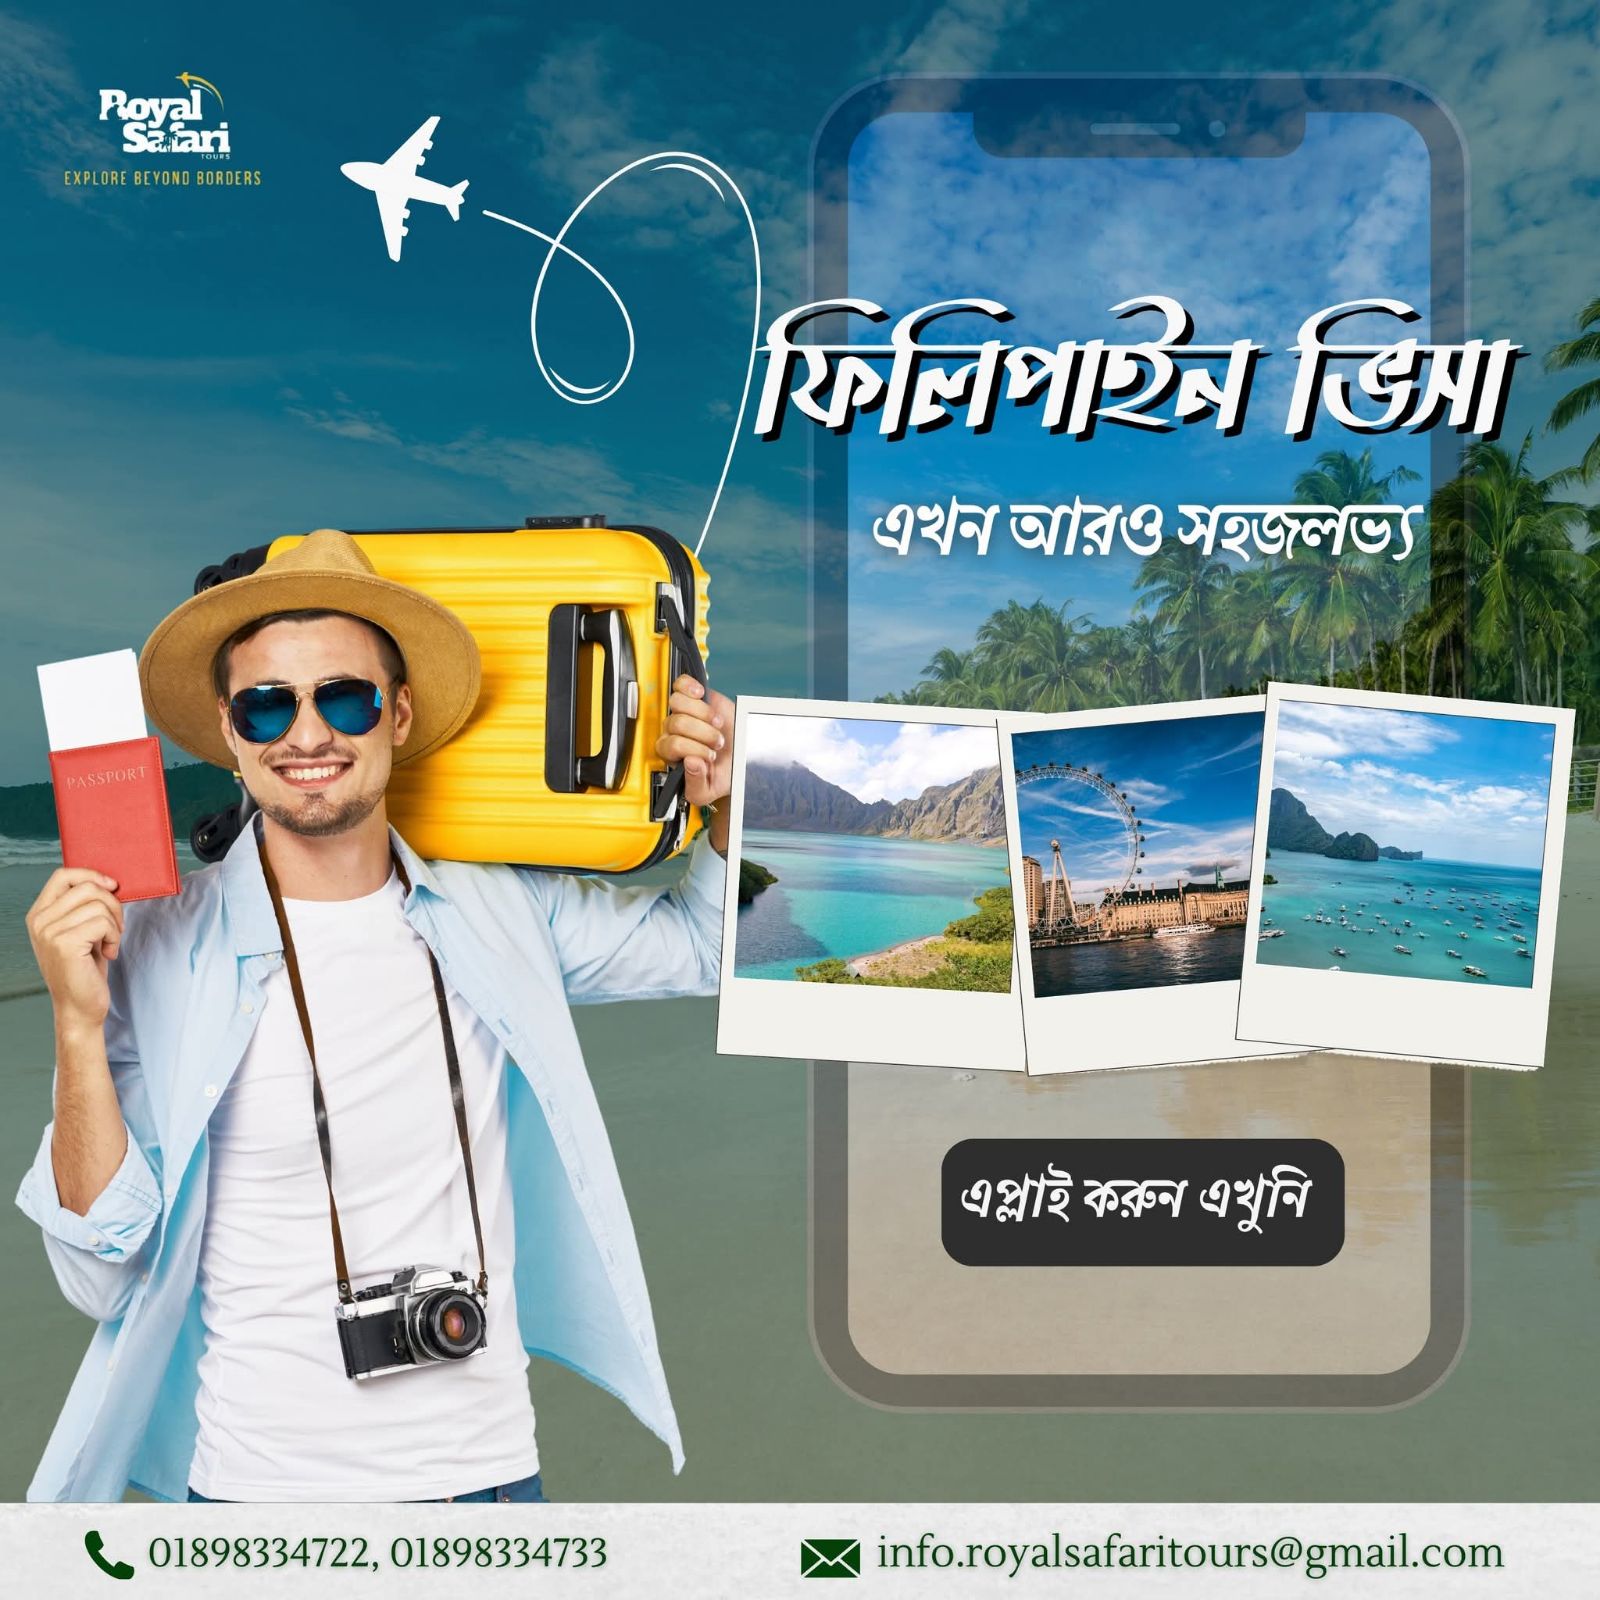 Royal
Safari
TOURS
EXPLORE BEYOND BORDERS
ফিলিপাইন ভিসা
এখন আরও সহজলভ্য
PASSPORT
এপ্লাই করুন এখুনি
01898334722, 01898334733
info.royalsafaritours@gmail.com